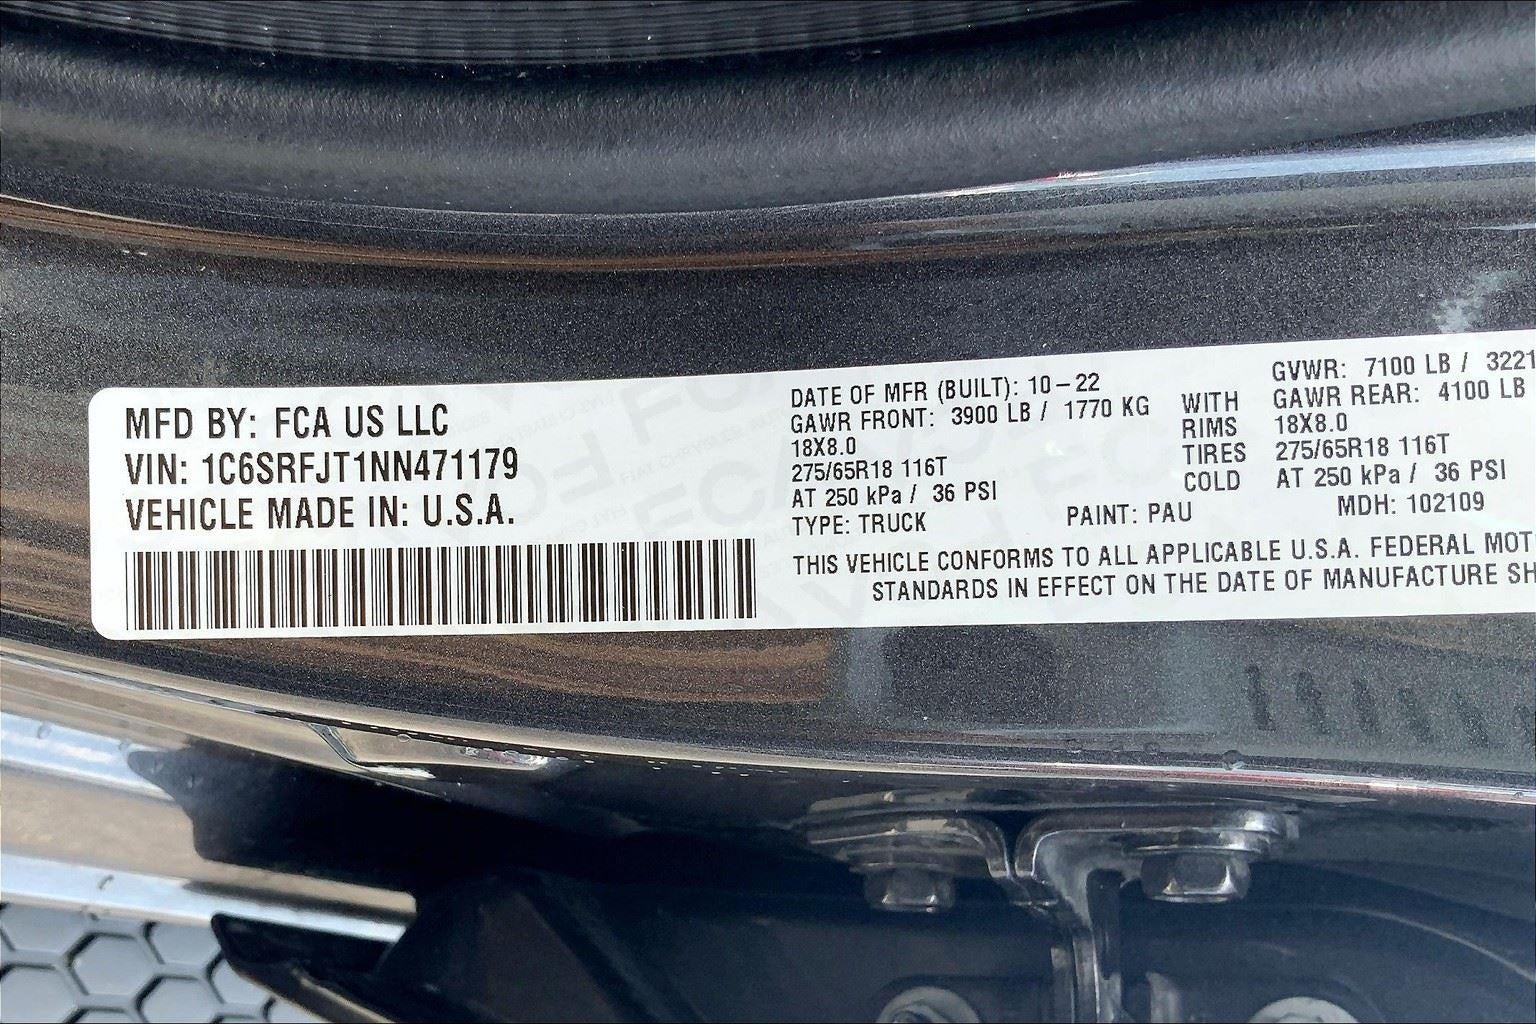 MFD BY: FCA US LLC
VIN: 1C6SRFJT1NN471179
VEHICLE MADE IN: U.S.A.
DATE OF MFR (BUILT): 10-22
GVWR: 7100 LB / 3221
GAWR FRONT: 3900 LB / 1770 KG WITH GAWR REAR: 4100 LB
18X8.0 RIMS 18X8.0
275/65R18 116T TIRES 275/65R18 116T
AT 250 kPa / 36 PSI COLD AT 250 kPa / 36 PSI
TYPE: TRUCK PAINT: PAU MDH: 102109
THIS VEHICLE CONFORMS TO ALL APPLICABLE U.S.A. FEDERAL MOT
STANDARDS IN EFFECT ON THE DATE OF MANUFACTURE SH